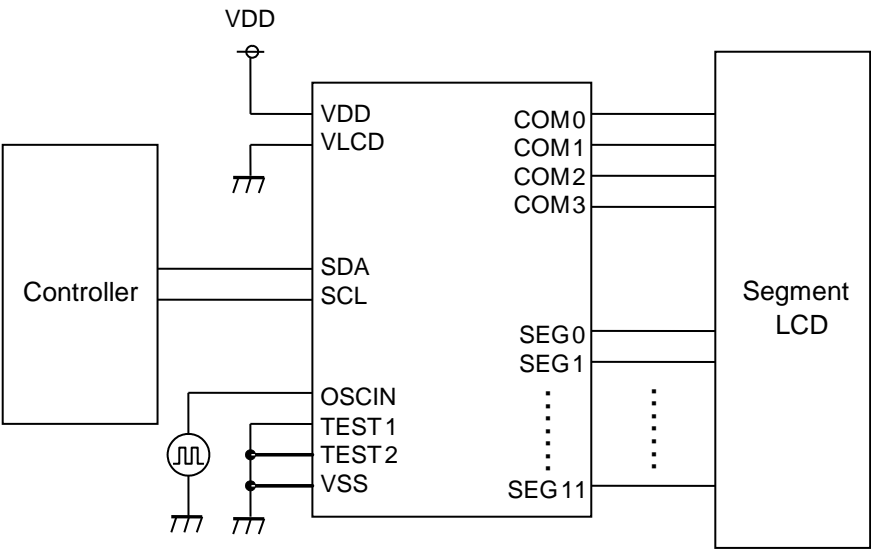 VDD
VDD
VLCD
COM0
COM1
COM2
COM3
Controller
SDA
SCL
Segment
LCD
SEG0
SEG1
OSCIN
TEST1
TEST2
VSS
SEG11